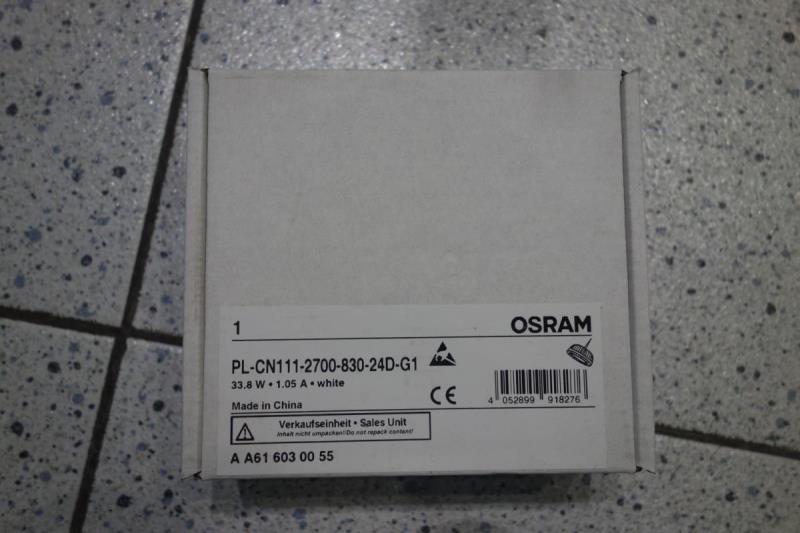 1
OSRAM
PL-CN111-2700-830-24D-G1
33.8 W • 1.05 A • white
CE
4 052899 918276
Made in China
Verkaufseinheit • Sales Unit
Inhalt nicht umpacken!/Do not repack content!
A A61 603 00 55